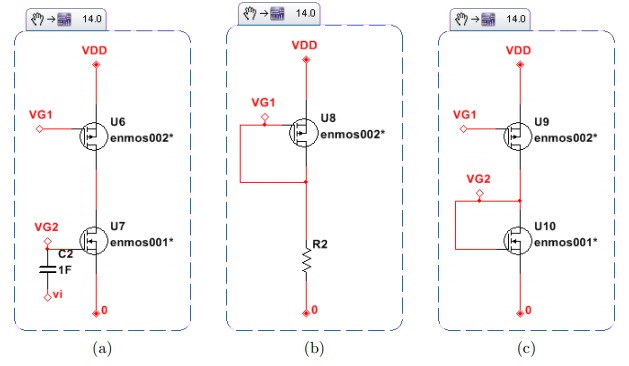 14.0
VDD
VG1
U6
enmos002*
VG2
U7
enmos001*
C2
1F
vi
0
(a)
14.0
VDD
VG1
U8
enmos002*
R2
0
(b)
14.0
VDD
VG1
U9
enmos002*
VG2
U10
enmos001*
0
(c)